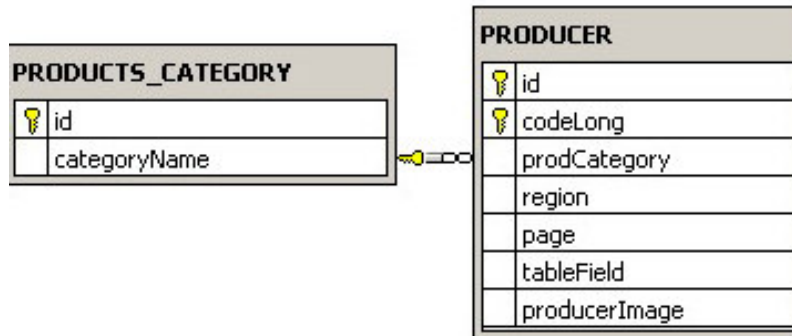 PRODUCTS_CATEGORY
id
categoryName
PRODUCER
id
codeLong
prodCategory
region
page
tableField
producerImage